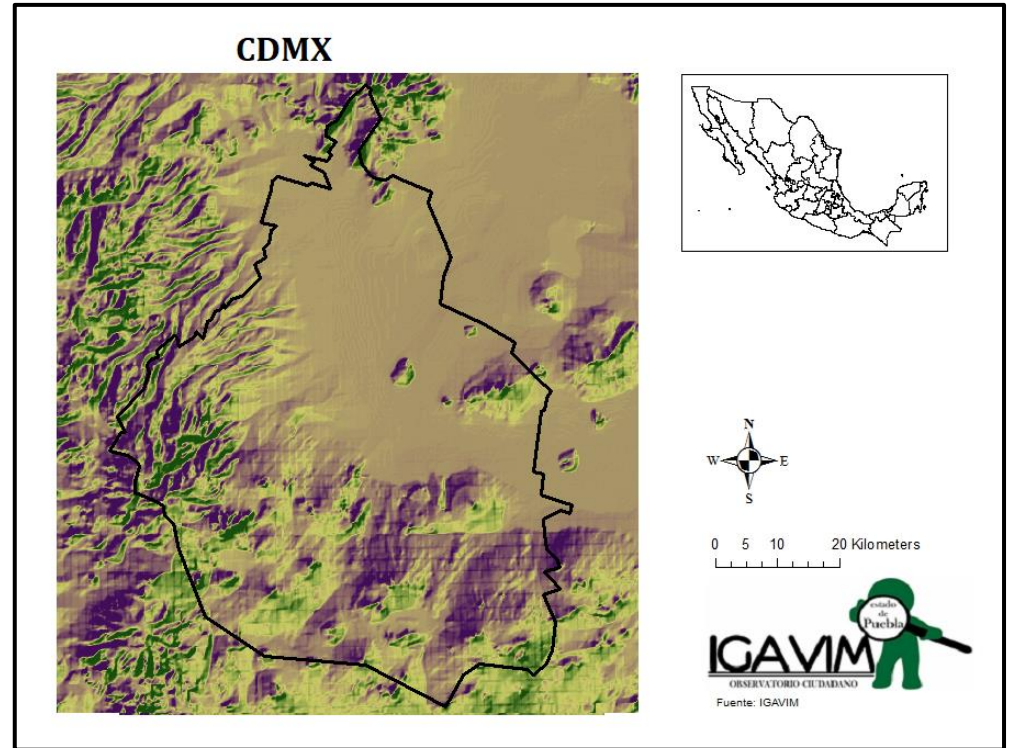 CDMX
N
W E
S
0 5 10 20 Kilometers
estado
de
Puebla
IGAVIM
OBSERVATORIO CIUDADANO
Fuente: IGAVIM